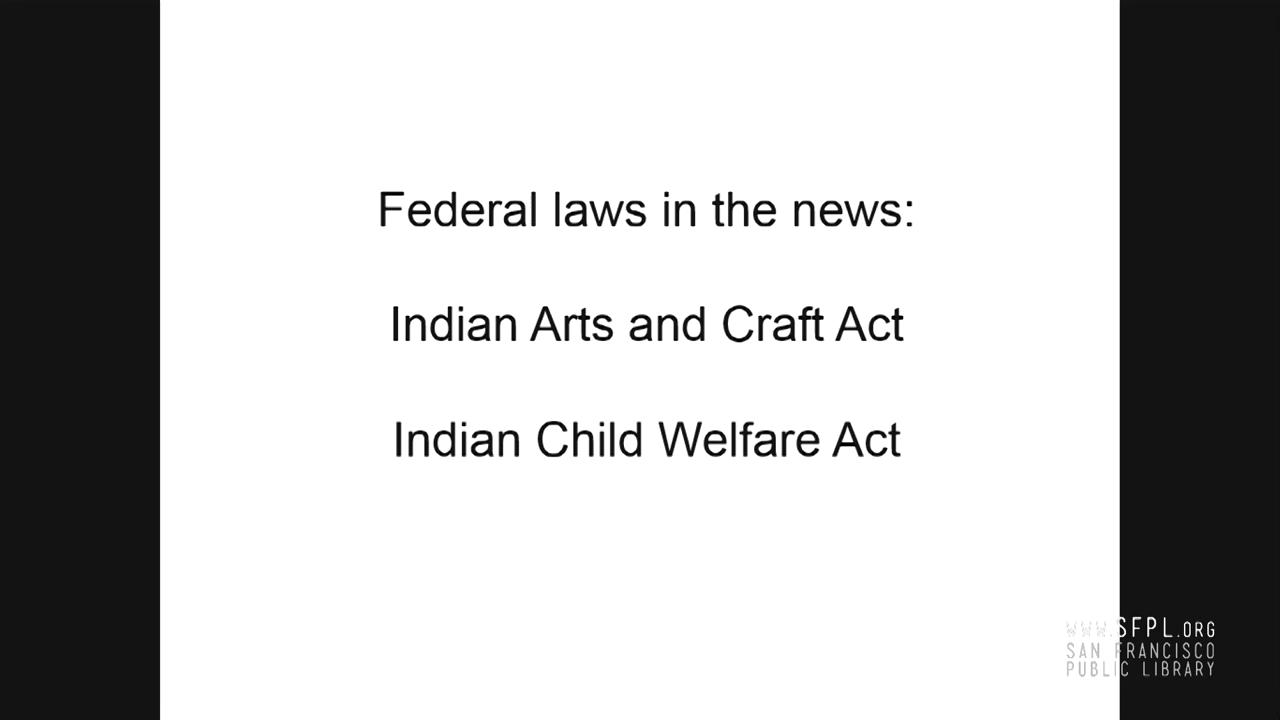 Federal laws in the news:
Indian Arts and Craft Act
Indian Child Welfare Act
WWW.SFPL.ORG
SAN FRANCISCO
PUBLIC LIBRARY